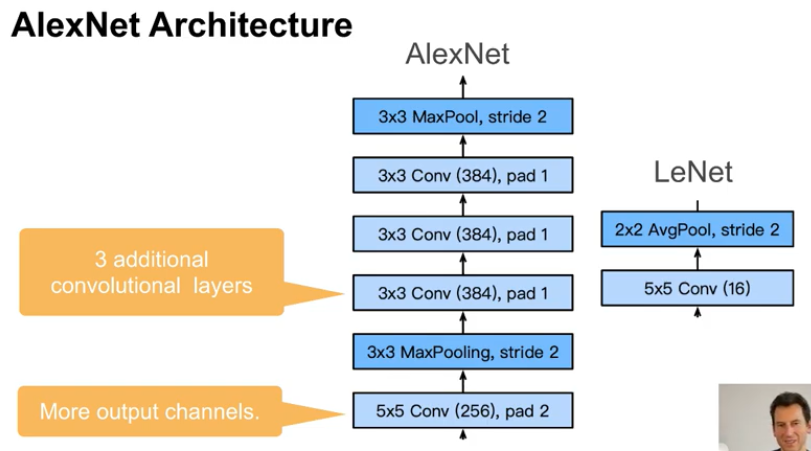 AlexNet Architecture
AlexNet
3x3 MaxPool, stride 2
3x3 Conv (384), pad 1
3x3 Conv (384), pad 1
3x3 Conv (384), pad 1
3x3 MaxPooling, stride 2
5x5 Conv (256), pad 2
LeNet
2x2 AvgPool, stride 2
5x5 Conv (16)
3 additional
convolutional layers
More output channels.